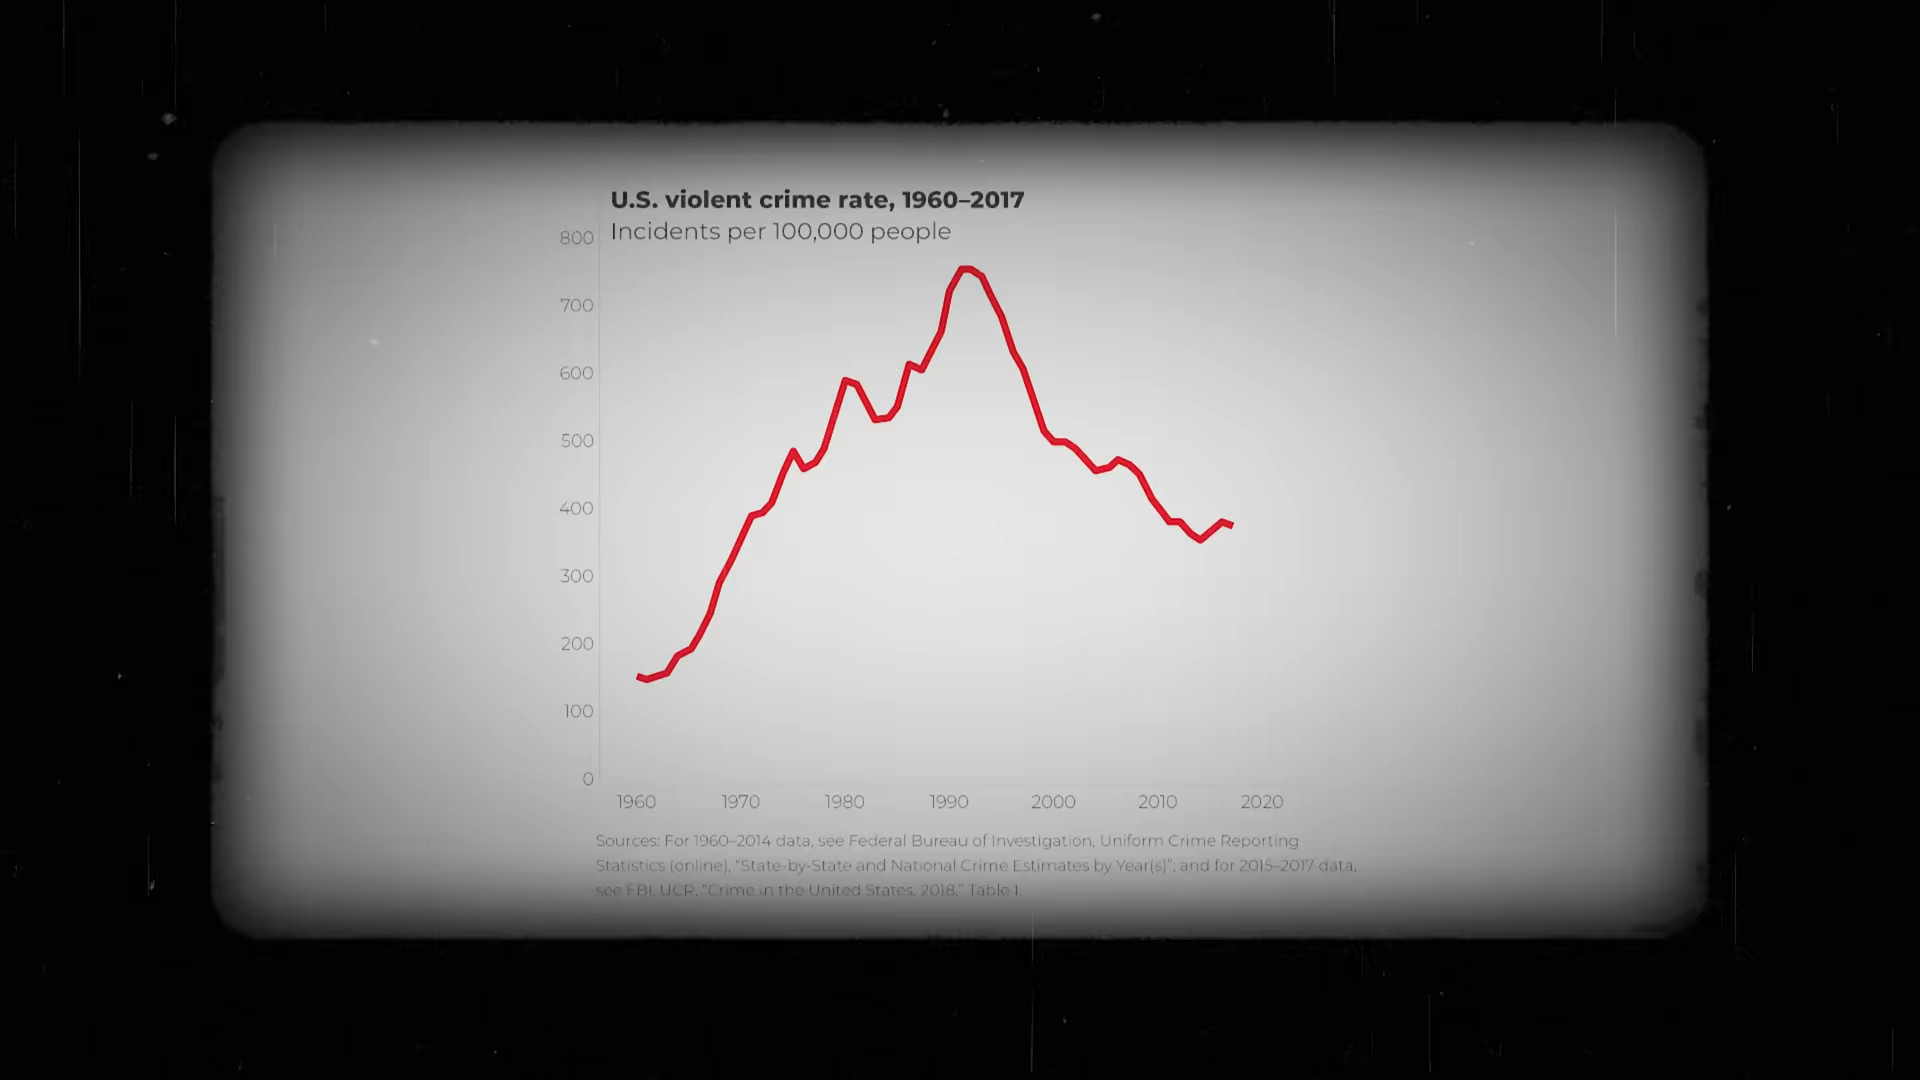 U.S. violent crime rate, 1960–2017
Incidents per 100,000 people
800
700
600
500
400
300
200
100
0
1960 1970 1980 1990 2000 2010 2020
Sources: For 1960–2014 data, see Federal Bureau of Investigation, Uniform Crime Reporting
Statistics (online), “State-by-State and National Crime Estimates by Year(s)”; and for 2015–2017 data,
see FBI, UCR, “Crime in the United States, 2018,” Table 1.